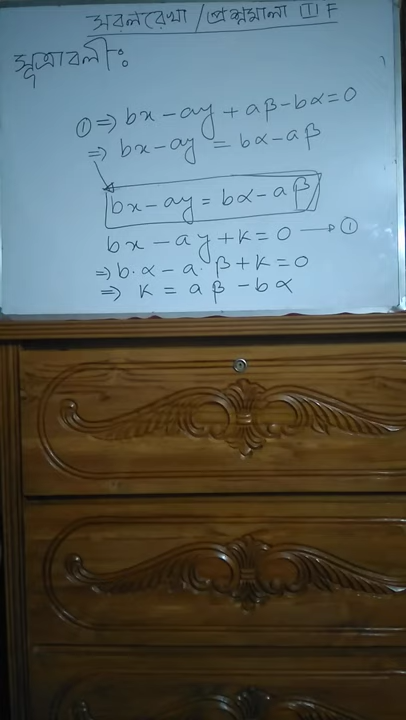 সরলরেখা / প্রশ্নমালা III F
সূত্রাবলী :
① ⇒ bx - ay + aβ - bα = 0
⇒ bx - ay = bα - aβ
bx - ay = bα - aβ
bx - ay + k = 0 → ①
⇒ b·α - a·β + k = 0
⇒ k = aβ - bα